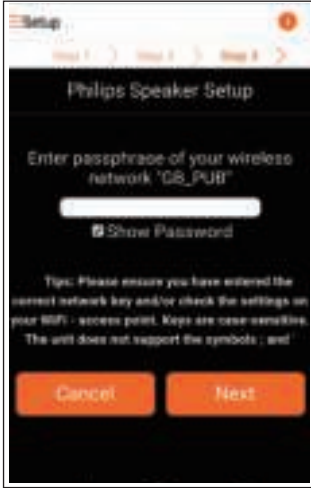 Setup
Step 1 > Step 2 > Step 3 >
Philips Speaker Setup
Enter passphrase of your wireless
network "GB_PUB"
Show Password
Tips: Please ensure you have entered the
correct network key and/or check the settings on
your WiFi - access point. Keys are case-sensitive.
The unit does not support the symbols ; and
Cancel
Next